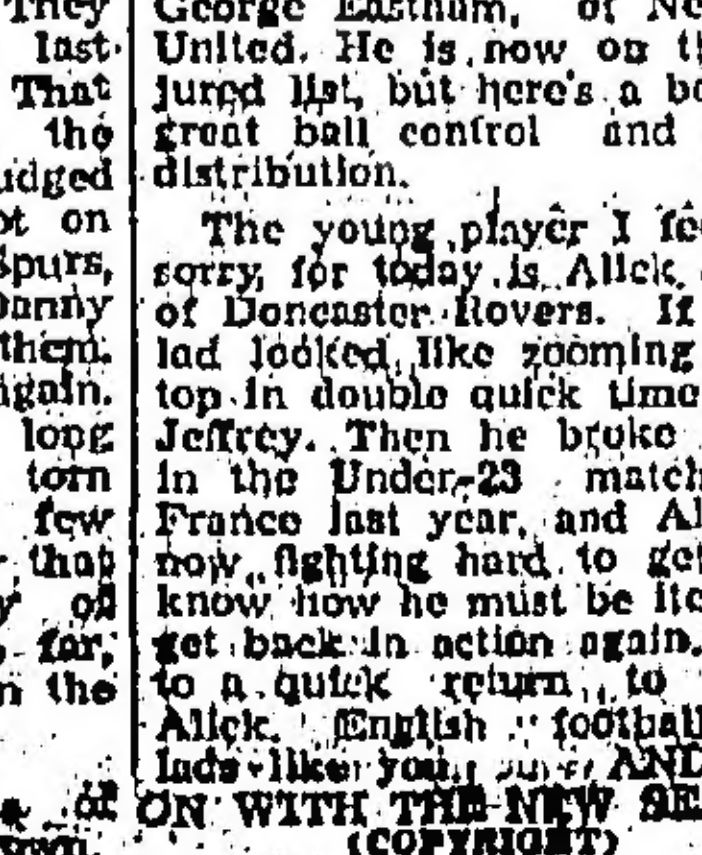 They
last
That
the
udged
ot on
Spurs,
Danny
them.
again.
long
torn
few
that
for,
n the
George Eastham, of Ne
United. He is now on th
jured list, but here's a bo
great ball control and
distribution.
The young player I fe
sorry, for today is Alick
of Doncaster Rovers. If
lad looked like zooming
top in double quick time
Jeffrey. Then he broke
in the Under-23 match
France last year, and Al
now fighting hard to get
know how he must be itc
get back in action again.
to a quick return to
Alick. English football
lads like you AND
ON WITH THE NEW SE
(COPYRIGHT)